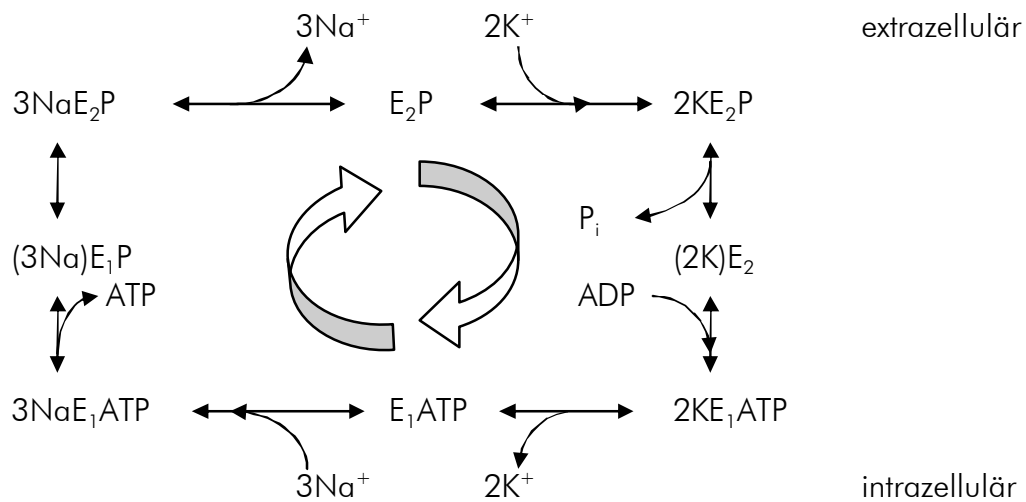 3Na⁺ 2K⁺ extrazellulär
3NaE₂P E₂P 2KE₂P
Pᵢ
(3Na)E₁P (2K)E₂
ATP ADP
3NaE₁ATP E₁ATP 2KE₁ATP
3Na⁺ 2K⁺ intrazellulär